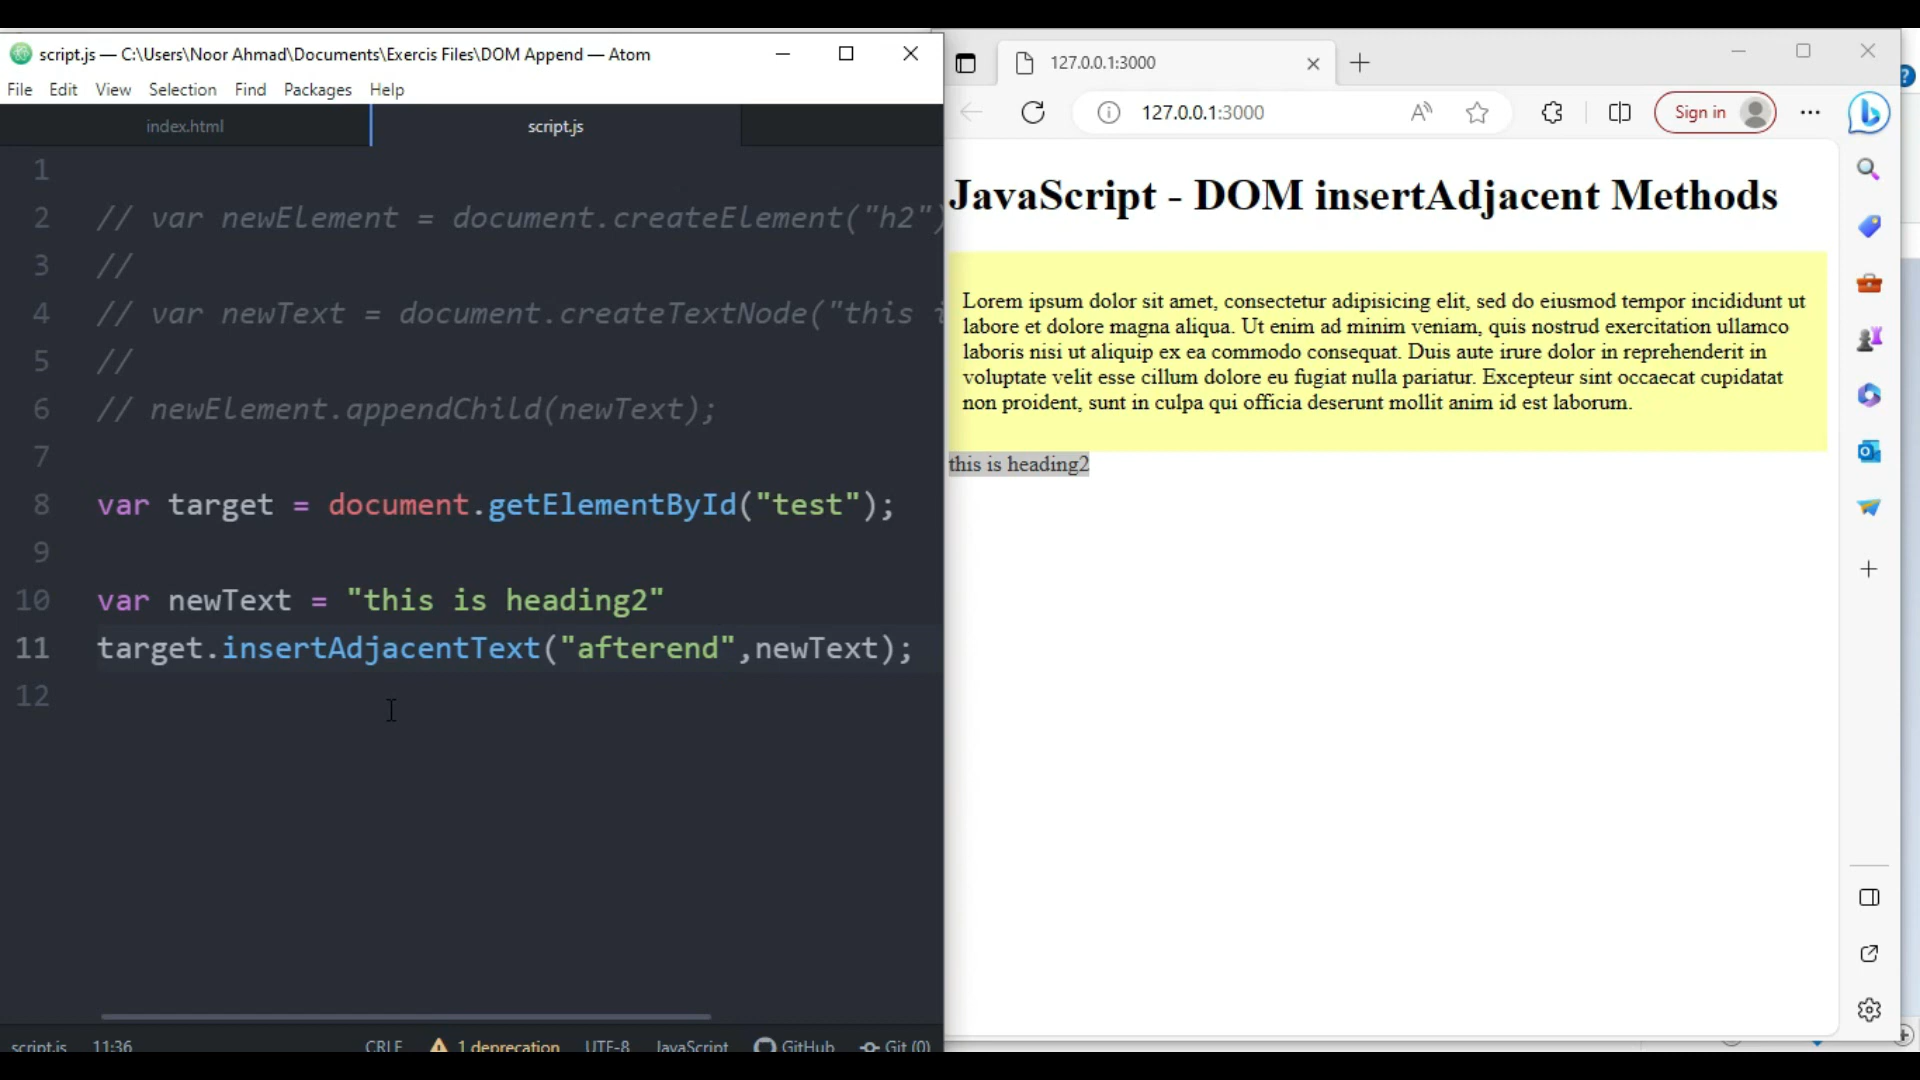 script.js — C:\Users\Noor Ahmad\Documents\Exercis Files\DOM Append — Atom
File Edit View Selection Find Packages Help
index.html
script.js
1
2 // var newElement = document.createElement("h2")
3 //
4 // var newText = document.createTextNode("this i
5 //
6 // newElement.appendChild(newText);
7
8 var target = document.getElementById("test");
9
10 var newText = "this is heading2"
11 target.insertAdjacentText("afterend",newText);
12
script.js 11:36 CRLF 1 deprecation UTF-8 JavaScript GitHub Git (0)
127.0.0.1:3000
127.0.0.1:3000
Sign in
JavaScript - DOM insertAdjacent Methods
Lorem ipsum dolor sit amet, consectetur adipisicing elit, sed do eiusmod tempor incididunt ut
labore et dolore magna aliqua. Ut enim ad minim veniam, quis nostrud exercitation ullamco
laboris nisi ut aliquip ex ea commodo consequat. Duis aute irure dolor in reprehenderit in
voluptate velit esse cillum dolore eu fugiat nulla pariatur. Excepteur sint occaecat cupidatat
non proident, sunt in culpa qui officia deserunt mollit anim id est laborum.
this is heading2